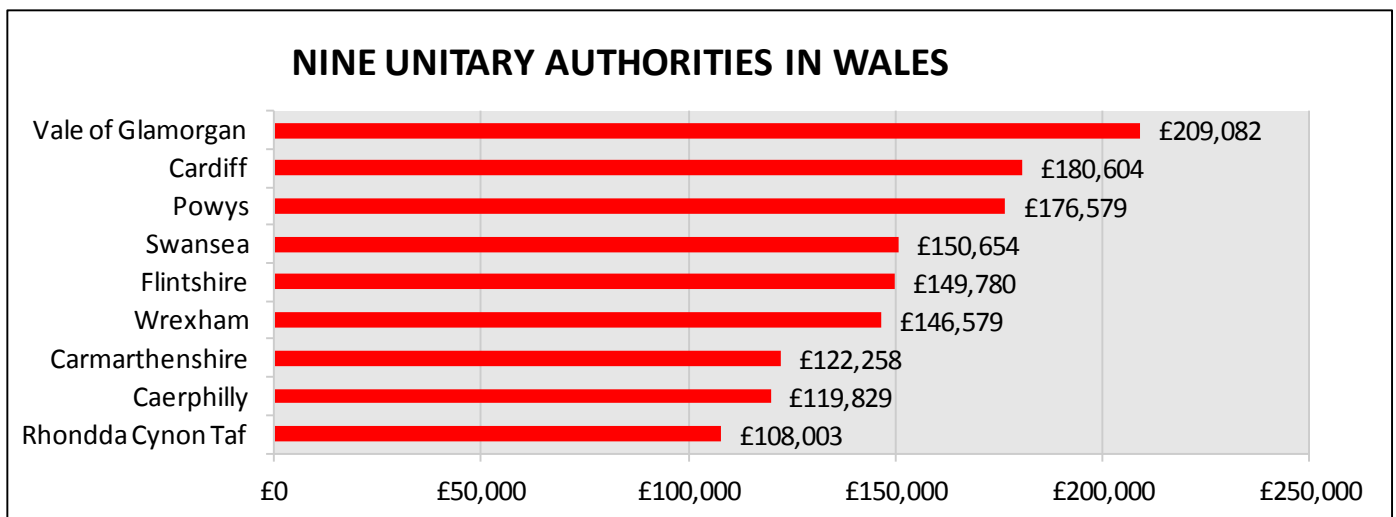 NINE UNITARY AUTHORITIES IN WALES
Vale of Glamorgan £209,082
Cardiff £180,604
Powys £176,579
Swansea £150,654
Flintshire £149,780
Wrexham £146,579
Carmarthenshire £122,258
Caerphilly £119,829
Rhondda Cynon Taf £108,003
£0 £50,000 £100,000 £150,000 £200,000 £250,000